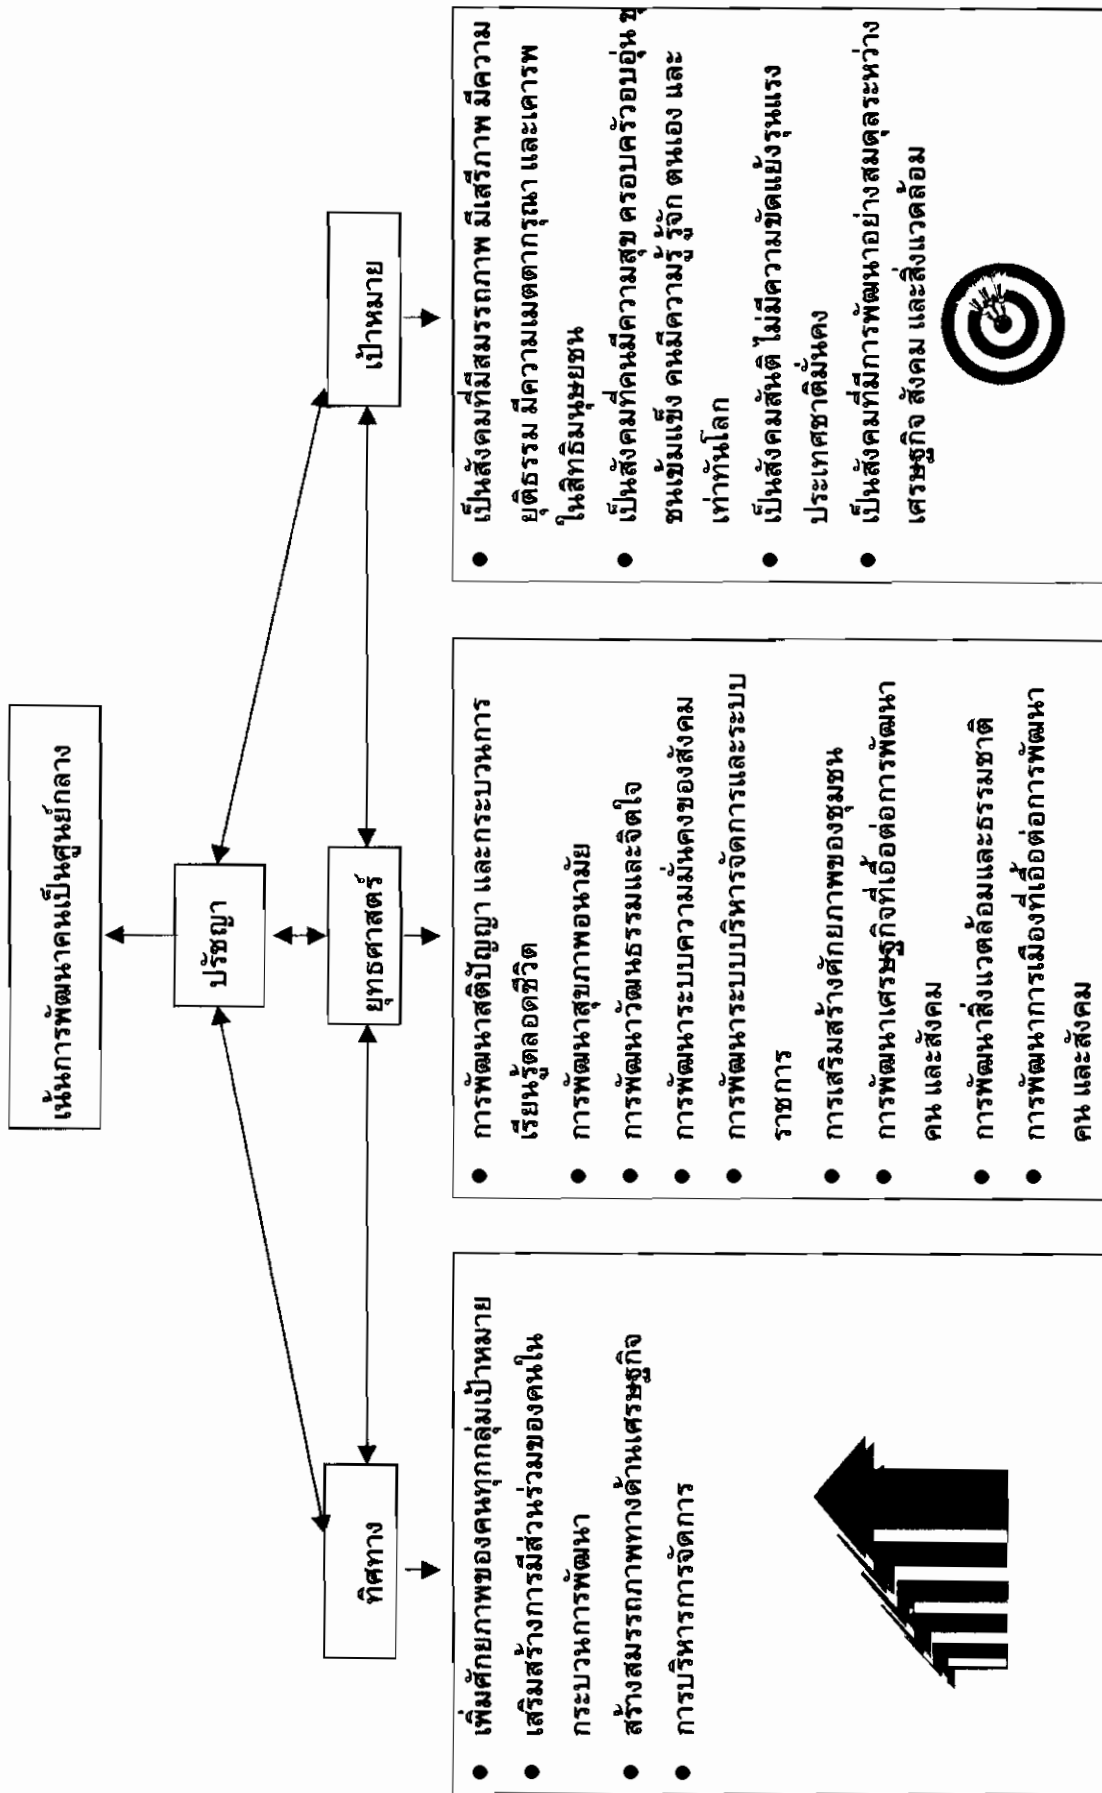 เน้นการพัฒนาคนเป็นศูนย์กลาง
ปรัชญา
ทิศทาง
ยุทธศาสตร์
เป้าหมาย
● เพิ่มศักยภาพของคนทุกกลุ่มเป้าหมาย
● เสริมสร้างการมีส่วนร่วมของคนใน
กระบวนการพัฒนา
● สร้างสมรรถภาพทางด้านเศรษฐกิจ
● การบริหารการจัดการ
● การพัฒนาสติปัญญา และกระบวนการ
เรียนรู้ตลอดชีวิต
● การพัฒนาสุขภาพอนามัย
● การพัฒนาวัฒนธรรมและจิตใจ
● การพัฒนาระบบความมั่นคงของสังคม
● การพัฒนาระบบบริหารจัดการและระบบ
ราชการ
● การเสริมสร้างศักยภาพของชุมชน
● การพัฒนาเศรษฐกิจที่เอื้อต่อการพัฒนา
คน และสังคม
● การพัฒนาสิ่งแวดล้อมและธรรมชาติ
● การพัฒนาการเมืองที่เอื้อต่อการพัฒนา
คน และสังคม
● เป็นสังคมที่มีสมรรถภาพ มีเสรีภาพ มีความ
ยุติธรรม มีความเมตตากรุณา และเคารพ
ในสิทธิมนุษยชน
● เป็นสังคมที่คนมีความสุข ครอบครัวอบอุ่น
ชนเข้มแข็ง คนมีความรู้ รู้จัก ตนเอง และ
เท่าทันโลก
● เป็นสังคมสันติ ไม่มีความขัดแย้งรุนแรง
ประเทศชาติมั่นคง
● เป็นสังคมที่มีการพัฒนาอย่างสมดุลระหว่าง
เศรษฐกิจ สังคม และสิ่งแวดล้อม